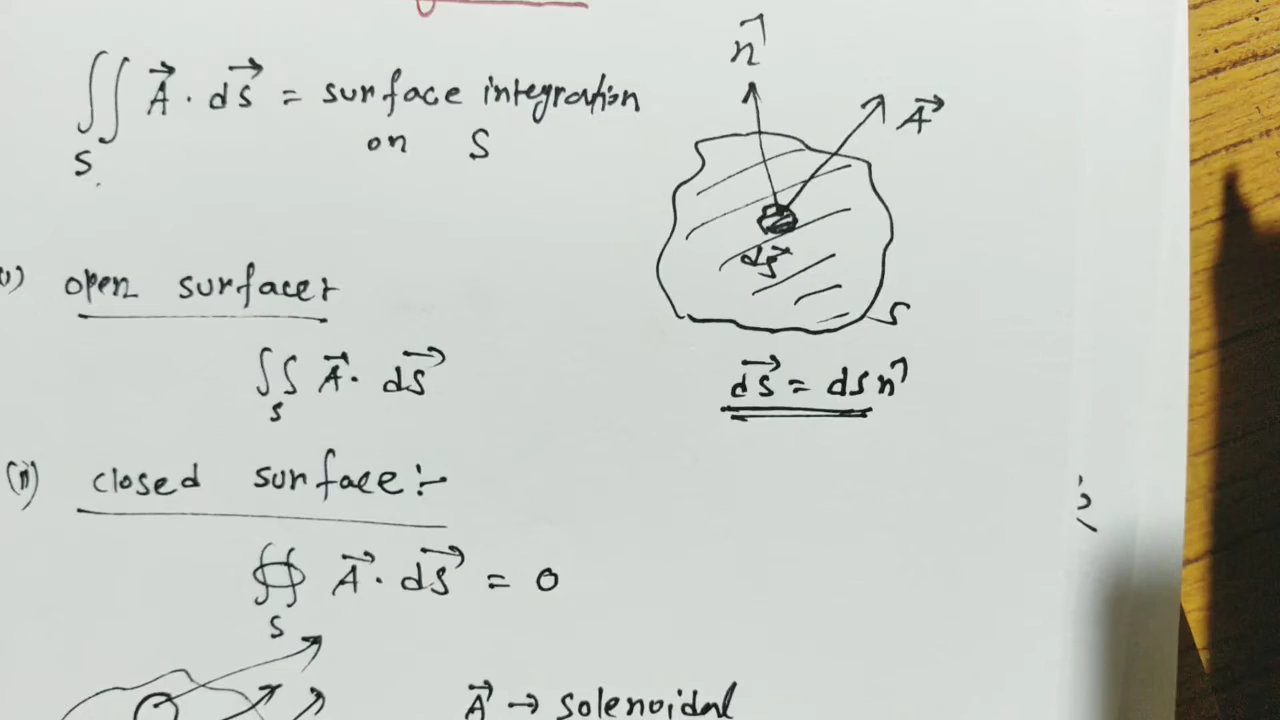 ∬ A⃗ . dS⃗ = surface integration
S
on S
n⃗
A⃗
ds⃗
S
dS⃗ = ds n⃗
(i) open surface:-
∬ A⃗ . dS⃗
S
(ii) closed surface:-
∯ A⃗ . dS⃗ = 0
S
A⃗ → solenoidal